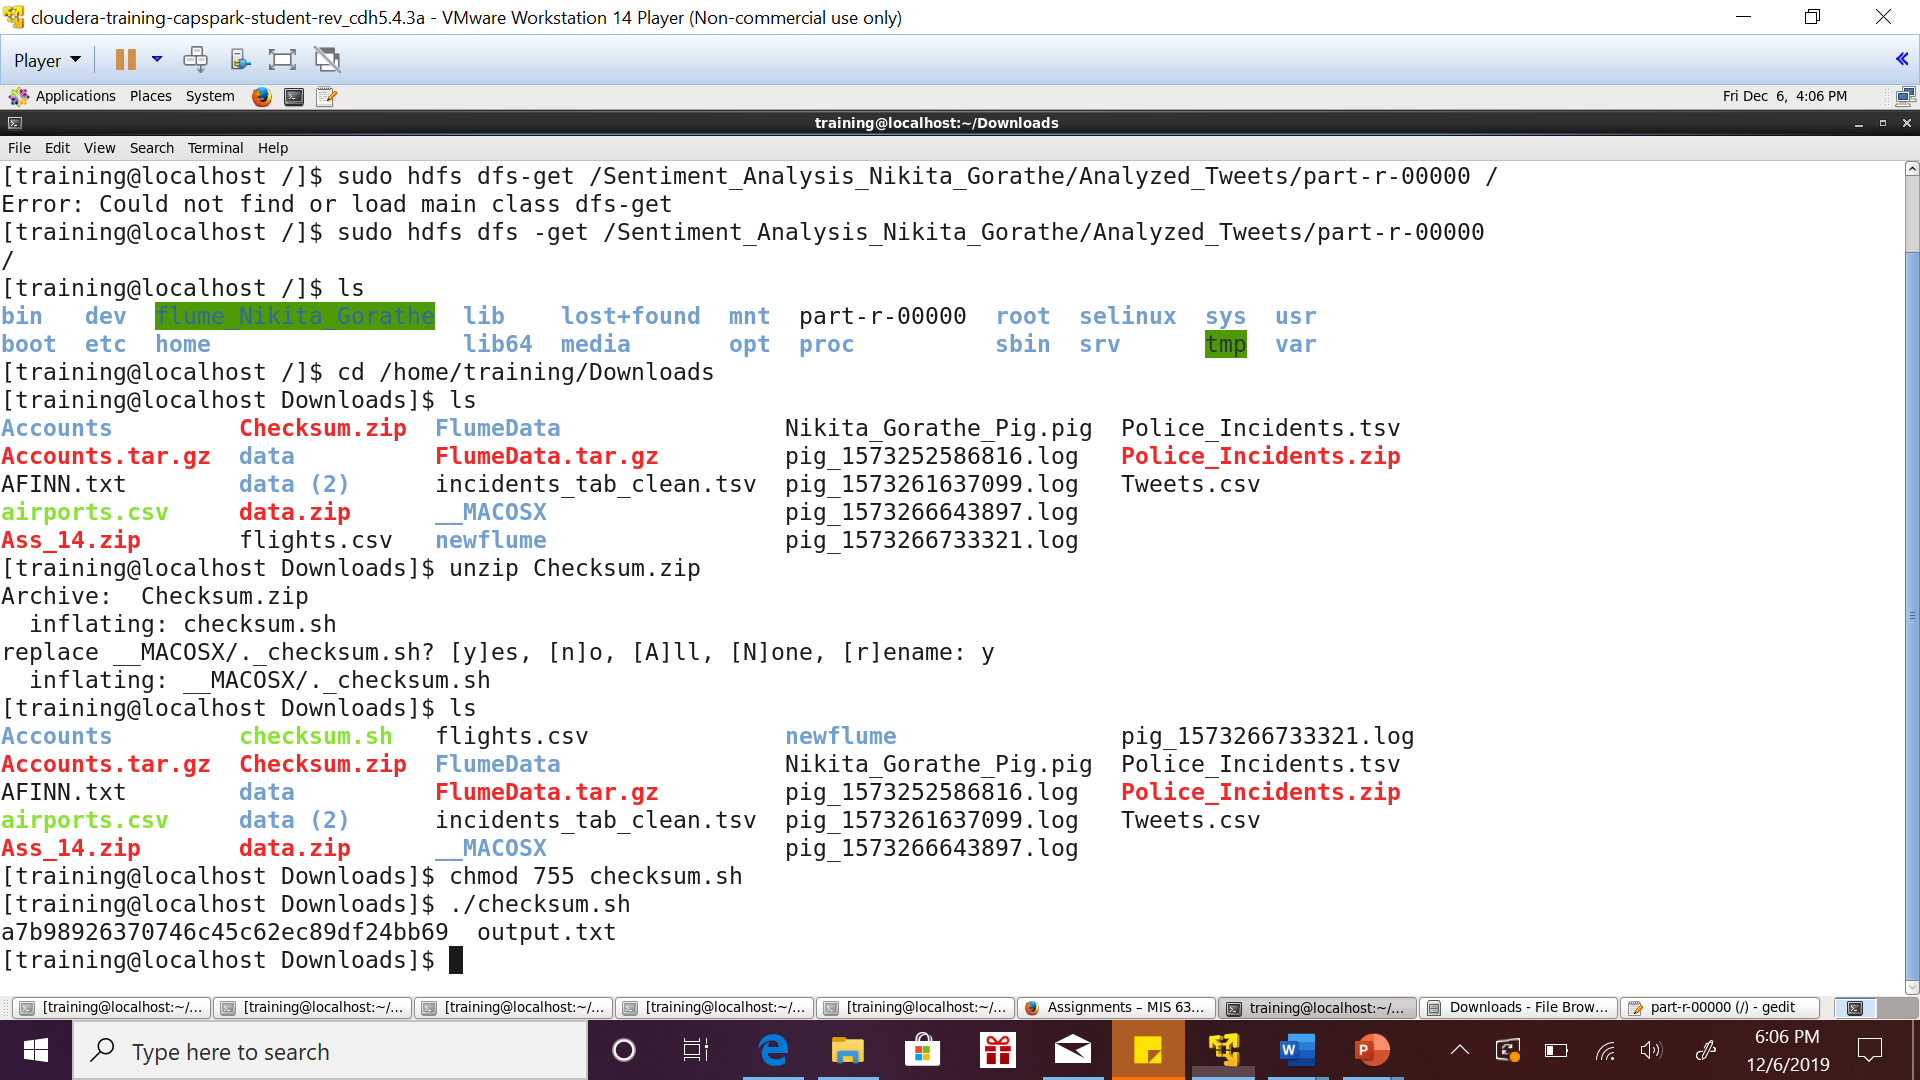 cloudera-training-capspark-student-rev_cdh5.4.3a - VMware Workstation 14 Player (Non-commercial use only)
Player
Applications Places System Fri Dec 6, 4:06 PM
training@localhost:~/Downloads
File Edit View Search Terminal Help
[training@localhost /]$ sudo hdfs dfs-get /Sentiment_Analysis_Nikita_Gorathe/Analyzed_Tweets/part-r-00000 /
Error: Could not find or load main class dfs-get
[training@localhost /]$ sudo hdfs dfs -get /Sentiment_Analysis_Nikita_Gorathe/Analyzed_Tweets/part-r-00000
/
[training@localhost /]$ ls
bin dev flume_Nikita_Gorathe lib lost+found mnt part-r-00000 root selinux sys usr
boot etc home lib64 media opt proc sbin srv tmp var
[training@localhost /]$ cd /home/training/Downloads
[training@localhost Downloads]$ ls
Accounts Checksum.zip FlumeData Nikita_Gorathe_Pig.pig Police_Incidents.tsv
Accounts.tar.gz data FlumeData.tar.gz pig_1573252586816.log Police_Incidents.zip
AFINN.txt data (2) incidents_tab_clean.tsv pig_1573261637099.log Tweets.csv
airports.csv data.zip __MACOSX pig_1573266643897.log
Ass_14.zip flights.csv newflume pig_1573266733321.log
[training@localhost Downloads]$ unzip Checksum.zip
Archive:  Checksum.zip
inflating: checksum.sh
replace __MACOSX/._checksum.sh? [y]es, [n]o, [A]ll, [N]one, [r]ename: y
inflating: __MACOSX/._checksum.sh
[training@localhost Downloads]$ ls
Accounts checksum.sh flights.csv newflume pig_1573266733321.log
Accounts.tar.gz Checksum.zip FlumeData Nikita_Gorathe_Pig.pig Police_Incidents.tsv
AFINN.txt data FlumeData.tar.gz pig_1573252586816.log Police_Incidents.zip
airports.csv data (2) incidents_tab_clean.tsv pig_1573261637099.log Tweets.csv
Ass_14.zip data.zip __MACOSX pig_1573266643897.log
[training@localhost Downloads]$ chmod 755 checksum.sh
[training@localhost Downloads]$ ./checksum.sh
a7b98926370746c45c62ec89df24bb69  output.txt
[training@localhost Downloads]$
[training@localhost:~/... [training@localhost:~/... [training@localhost:~/... [training@localhost:~/... [training@localhost:~/... Assignments – MIS 63... training@localhost:~/... Downloads - File Brow... part-r-00000 (/) - gedit
Type here to search
6:06 PM
12/6/2019